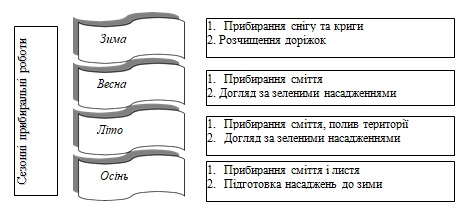 Сезонні прибиральні роботи
Зима
1. Прибирання снігу та криги
2. Розчищення доріжок
Весна
1. Прибирання сміття
2. Догляд за зеленими насадженнями
Літо
1. Прибирання сміття, полив території
2. Догляд за зеленими насадженнями
Осінь
1. Прибирання сміття і листя
2. Підготовка насаджень до зими